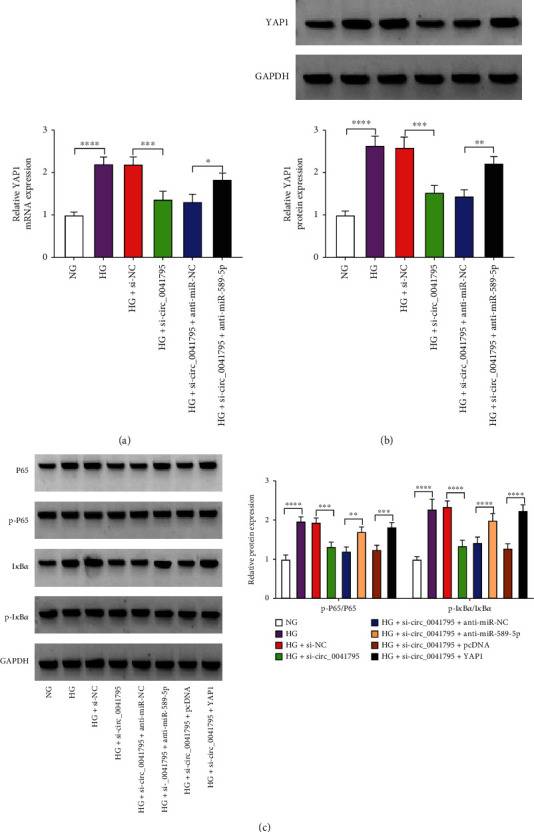 YAP1
GAPDH
Relative YAP1
mRNA expression
3
2
1
0
****
***
*
NG
HG
HG + si-NC
HG + si-circ_0041795
HG + si-circ_0041795 + anti-miR-NC
HG + si-circ_0041795 + anti-miR-589-5p
(a)
Relative YAP1
protein expression
3
2
1
0
****
***
**
NG
HG
HG + si-NC
HG + si-circ_0041795
HG + si-circ_0041795 + anti-miR-NC
HG + si-circ_0041795 + anti-miR-589-5p
(b)
P65
p-P65
IκBα
p-IκBα
GAPDH
NG
HG
HG + si-NC
HG + si-circ_0041795
HG + si-circ_0041795 + anti-miR-NC
HG + si-_0041795 + anti-miR-589-5p
HG + si-circ_0041795 + pcDNA
HG + si-circ_0041795 + YAP1
Relative protein expression
3
2
1
0
**** *** ** *** **** **** **** ****
p-P65/P65 p-IκBα/IκBα
NG
HG
HG + si-NC
HG + si-circ_0041795
HG + si-circ_0041795 + anti-miR-NC
HG + si-circ_0041795 + anti-miR-589-5p
HG + si-circ_0041795 + pcDNA
HG + si-circ_0041795 + YAP1
(c)